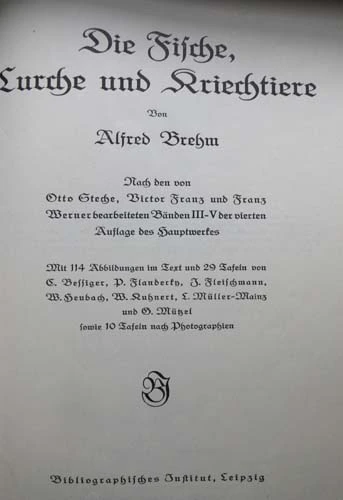 Die Fische,
Lurche und Kriechtiere
Von
Alfred Brehm
Nach den von
Otto Steche, Victor Franz und Franz
Werner bearbeiteten Bänden III-V der vierten
Auflage des Hauptwerkes
Mit 114 Abbildungen im Text und 29 Tafeln von
C. Bessiger, P. Flanderky, J. Fleischmann,
W. Heubach, W. Kuhnert, L. Müller-Mainz
und G. Mützel
sowie 10 Tafeln nach Photographien
BI
Bibliographisches Institut, Leipzig